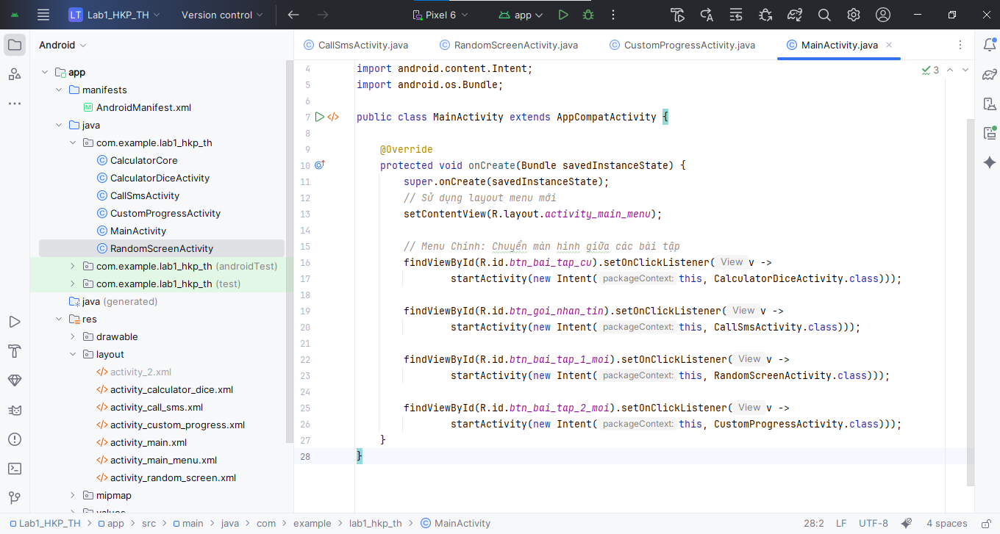 LT Lab1_HKP_TH Version control Pixel 6 app
Android
CallSmsActivity.java RandomScreenActivity.java CustomProgressActivity.java MainActivity.java
app
manifests
AndroidManifest.xml
java
com.example.lab1_hkp_th
CalculatorCore
CalculatorDiceActivity
CallSmsActivity
CustomProgressActivity
MainActivity
RandomScreenActivity
com.example.lab1_hkp_th (androidTest)
com.example.lab1_hkp_th (test)
java (generated)
res
drawable
layout
activity_2.xml
activity_calculator_dice.xml
activity_call_sms.xml
activity_custom_progress.xml
activity_main.xml
activity_main_menu.xml
activity_random_screen.xml
mipmap
values
3
4 import android.content.Intent;
5 import android.os.Bundle;
6
7 public class MainActivity extends AppCompatActivity {
8
9 @Override
10 protected void onCreate(Bundle savedInstanceState) {
11 super.onCreate(savedInstanceState);
12 // Sử dụng layout menu mới
13 setContentView(R.layout.activity_main_menu);
14
15 // Menu Chính: Chuyển màn hình giữa các bài tập
16 findViewById(R.id.btn_bai_tap_cu).setOnClickListener( View v ->
17 startActivity(new Intent( packageContext: this, CalculatorDiceActivity.class)));
18
19 findViewById(R.id.btn_goi_nhan_tin).setOnClickListener( View v ->
20 startActivity(new Intent( packageContext: this, CallSmsActivity.class)));
21
22 findViewById(R.id.btn_bai_tap_1_moi).setOnClickListener( View v ->
23 startActivity(new Intent( packageContext: this, RandomScreenActivity.class)));
24
25 findViewById(R.id.btn_bai_tap_2_moi).setOnClickListener( View v ->
26 startActivity(new Intent( packageContext: this, CustomProgressActivity.class)));
27 }
28 }
Lab1_HKP_TH > app > src > main > java > com > example > lab1_hkp_th > MainActivity 28:2 LF UTF-8 4 spaces